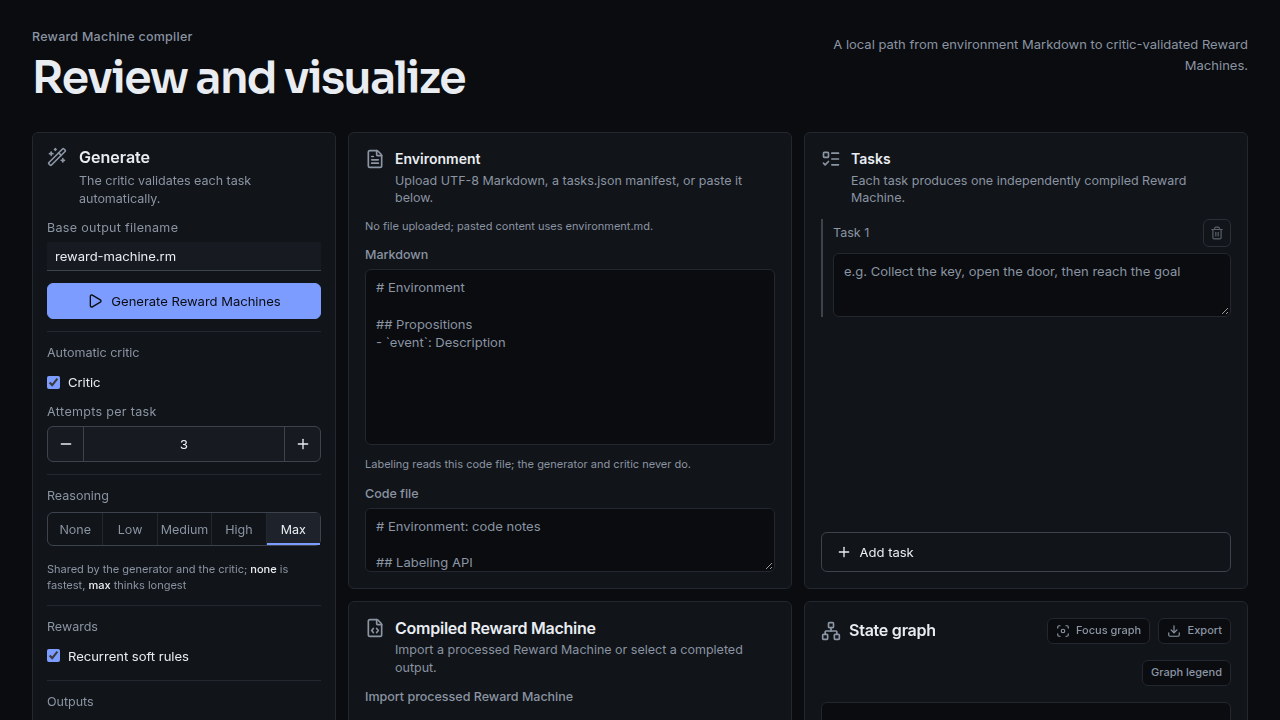 Reward Machine compiler
Review and visualize
A local path from environment Markdown to critic-validated Reward
Machines.
Generate
The critic validates each task
automatically.
Base output filename
reward-machine.rm
Generate Reward Machines
Automatic critic
Critic
Attempts per task
3
Reasoning
None Low Medium High Max
Shared by the generator and the critic; none is
fastest, max thinks longest
Rewards
Recurrent soft rules
Outputs
Environment
Upload UTF-8 Markdown, a tasks.json manifest, or paste it
below.
No file uploaded; pasted content uses environment.md.
Markdown
# Environment
## Propositions
- `event`: Description
Labeling reads this code file; the generator and critic never do.
Code file
# Environment: code notes
## Labeling API
Tasks
Each task produces one independently compiled Reward
Machine.
Task 1
e.g. Collect the key, open the door, then reach the goal
Add task
Compiled Reward Machine
Import a processed Reward Machine or select a completed
output.
Import processed Reward Machine
State graph
Focus graph
Export
Graph legend